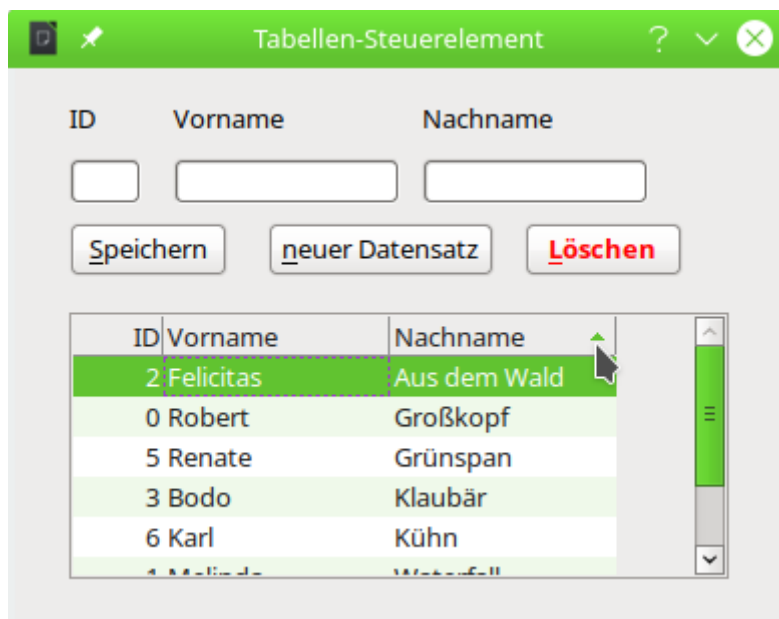 Tabellen-Steuerelement ?
ID Vorname Nachname
Speichern neuer Datensatz Löschen
ID Vorname Nachname
2 Felicitas Aus dem Wald
0 Robert Großkopf
5 Renate Grünspan
3 Bodo Klaubär
6 Karl Kühn